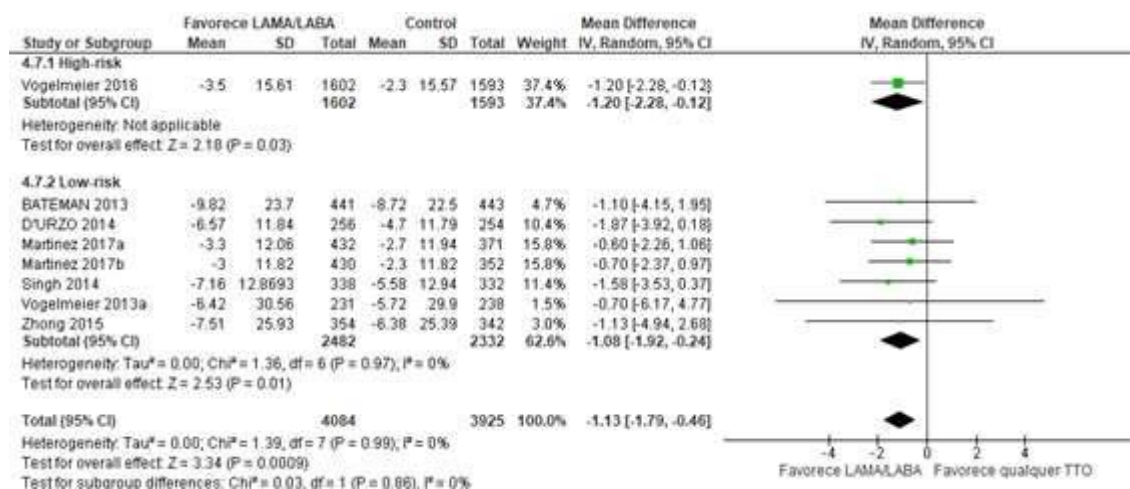 Favorece LAMA/LABA Control Mean Difference Mean Difference
Study or Subgroup Mean SD Total Mean SD Total Weight IV, Random, 95% CI IV, Random, 95% CI
4.7.1 High-risk
Vogelmeier 2016 -3.5 15.61 1602 -2.3 15.57 1593 37.4% -1.20 [-2.28, -0.12]
Subtotal (95% CI) 1602 1593 37.4% -1.20 [-2.28, -0.12]
Heterogeneity: Not applicable
Test for overall effect: Z = 2.18 (P = 0.03)
4.7.2 Low-risk
BATEMAN 2013 -9.82 23.7 441 -8.72 22.5 443 4.7% -1.10 [-4.15, 1.95]
D'URZO 2014 -6.57 11.84 256 -4.7 11.79 254 10.4% -1.87 [-3.92, 0.18]
Martinez 2017a -3.3 12.06 432 -2.7 11.94 371 15.8% -0.60 [-2.26, 1.06]
Martinez 2017b -3 11.82 430 -2.3 11.82 352 15.8% -0.70 [-2.37, 0.97]
Singh 2014 -7.16 12.8693 338 -5.58 12.94 332 11.4% -1.58 [-3.53, 0.37]
Vogelmeier 2013a -6.42 30.56 231 -5.72 29.9 238 1.5% -0.70 [-6.17, 4.77]
Zhong 2015 -7.51 25.93 354 -6.38 25.39 342 3.0% -1.13 [-4.94, 2.68]
Subtotal (95% CI) 2482 2332 62.6% -1.08 [-1.92, -0.24]
Heterogeneity: Tau² = 0.00; Chi² = 1.36, df = 6 (P = 0.97); I² = 0%
Test for overall effect: Z = 2.53 (P = 0.01)
Total (95% CI) 4084 3925 100.0% -1.13 [-1.79, -0.46]
Heterogeneity: Tau² = 0.00; Chi² = 1.39, df = 7 (P = 0.99); I² = 0%
Test for overall effect: Z = 3.34 (P = 0.0009)
Test for subgroup differences: Chi² = 0.03, df = 1 (P = 0.86), I² = 0%
-4 -2 0 2 4
Favorece LAMA/LABA Favorece qualquer TTO